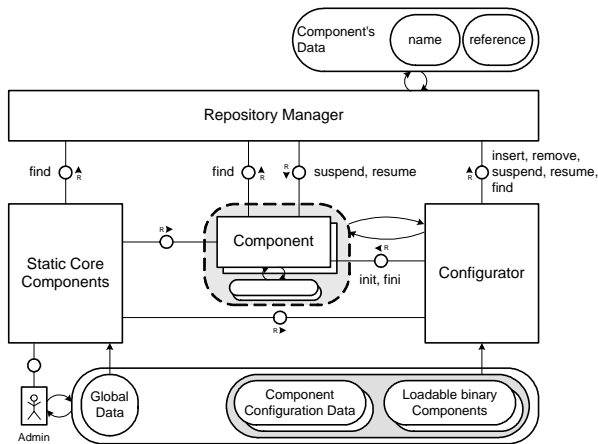 Component's
Data
name
reference
Repository Manager
find
R
find
R
R
suspend, resume
R
insert, remove,
suspend, resume,
find
Static Core
Components
R
Component
R
init, fini
Configurator
R
Global
Data
Component
Configuration Data
Loadable binary
Components
Admin